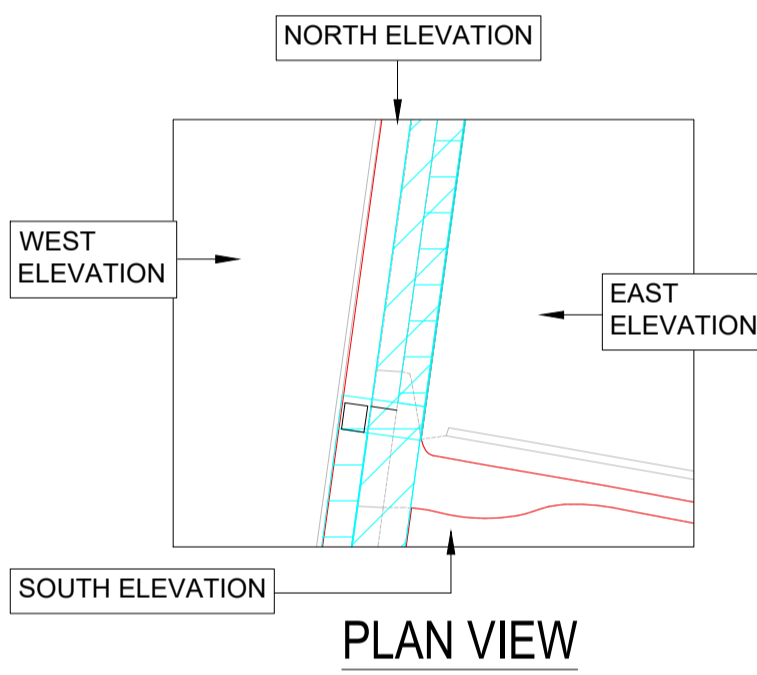 NORTH ELEVATION
WEST
ELEVATION
EAST
ELEVATION
SOUTH ELEVATION
PLAN VIEW